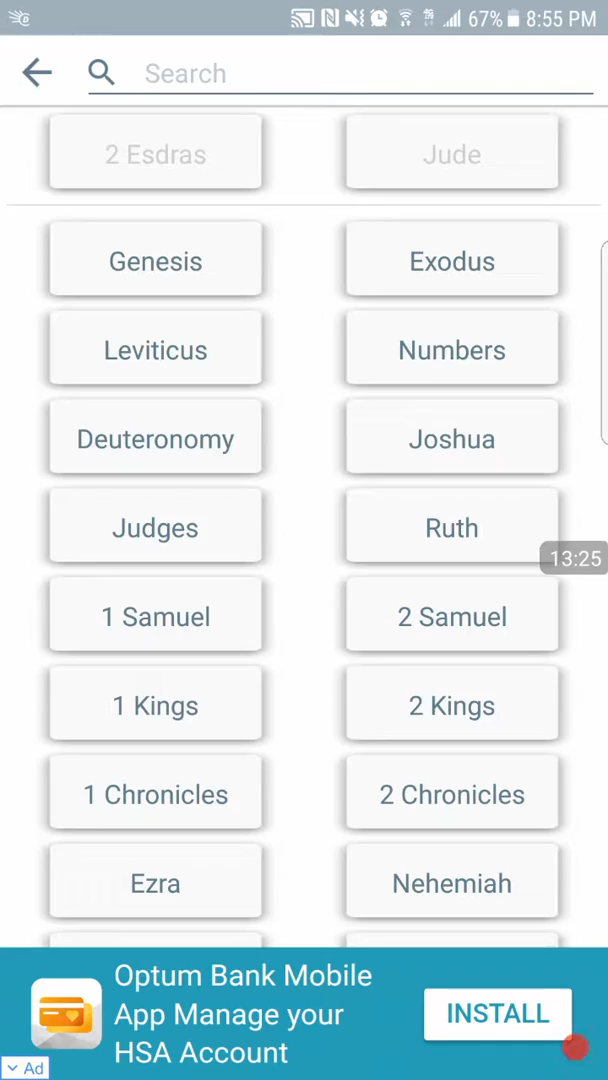 67% 8:55 PM
Search
2 Esdras Jude
Genesis Exodus
Leviticus Numbers
Deuteronomy Joshua
Judges Ruth
13:25
1 Samuel 2 Samuel
1 Kings 2 Kings
1 Chronicles 2 Chronicles
Ezra Nehemiah
Optum Bank Mobile
App Manage your
HSA Account
INSTALL
Ad